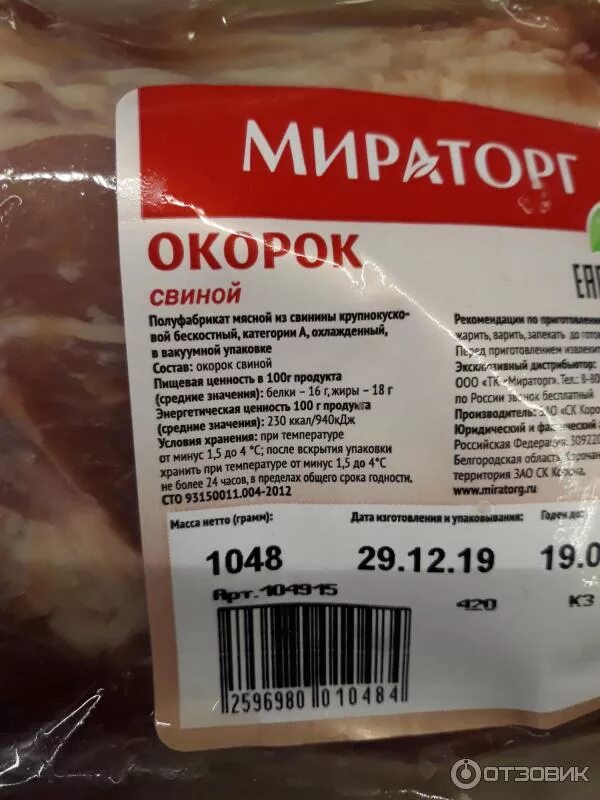 МИРАТОРГ
ОКОРОК
СВИНОЙ
Полуфабрикат мясной из свинины крупнокуско-
вой бескостный, категории А, охлажденный,
в вакуумной упаковке
Состав: окорок свиной
Пищевая ценность в 100г продукта
(средние значения): белки – 16 г, жиры – 18 г
Энергетическая ценность 100 г продукта
(средние значения): 230 ккал/940кДж
Условия хранения: при температуре
от минус 1,5 до 4 °С; после вскрытия упаковки
хранить при температуре от минус 1,5 до 4°С
не более 24 часов, в пределах общего срока годности.
СТО 93150011.004-2012
EAC
Рекомендации по
жарить, варить, запекать до
Перед приготовлением
Эксклюзивный дистрибьютор:
ООО «ТК «Мираторг». Тел.: 8-80
по России звонок бесплатный
Производитель: ЗАО «СК
Юридический и фактический
Российская Федерация, 30922
Белгородская область,
территория ЗАО СК Короча.
www.miratorg.ru
Масса нетто (грамм): Дата изготовления и упаковывания: Годен до:
1048 29.12.19 19.0
Арт.104915 420 КЗ
2596980 010484
ОТЗОВИК